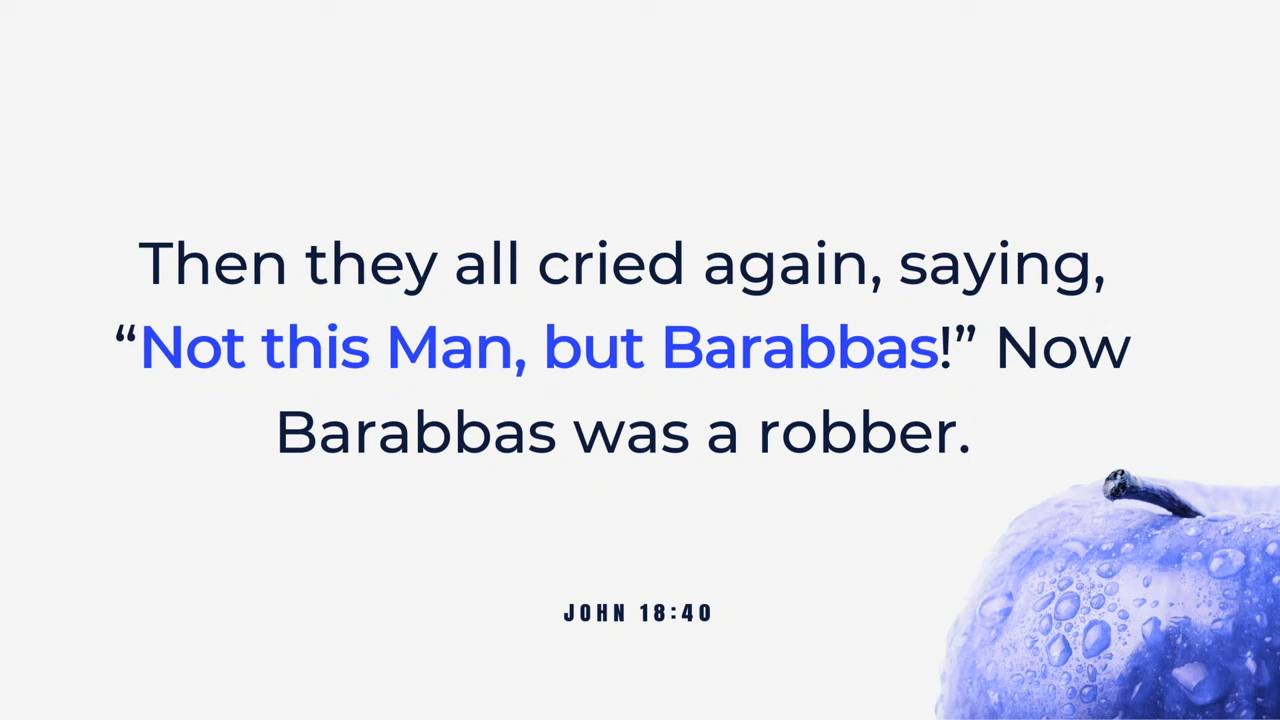 Then they all cried again, saying,
“Not this Man, but Barabbas!” Now
Barabbas was a robber.
JOHN 18:40